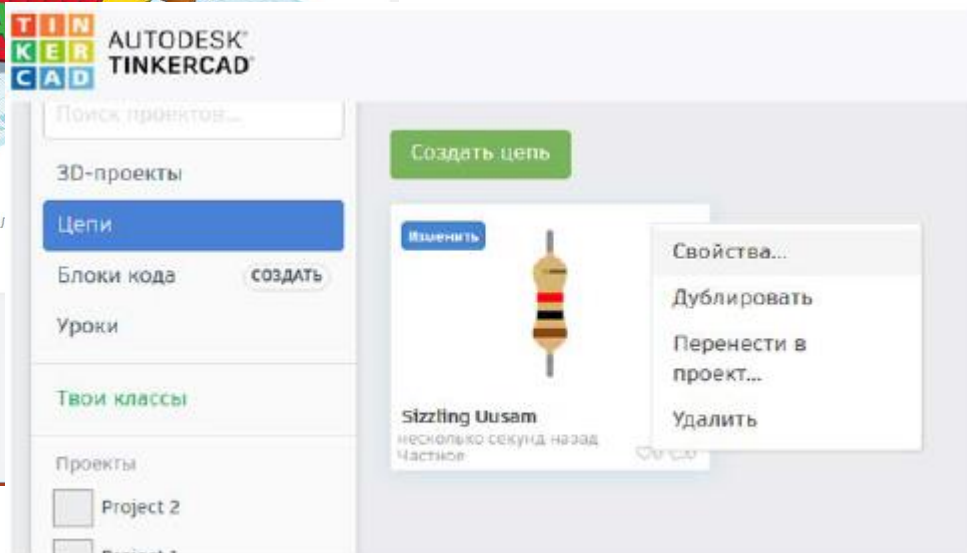 TIN
KER
CAD
AUTODESK®
TINKERCAD®
Поиск проектов...
3D-проекты
Цепи
Блоки кода СОЗДАТЬ
Уроки
Твои классы
Проекты
Project 2
Создать цепь
Изменить
Sizzling Uusam
несколько секунд назад
Частное
Свойства...
Дублировать
Перенести в
проект...
Удалить